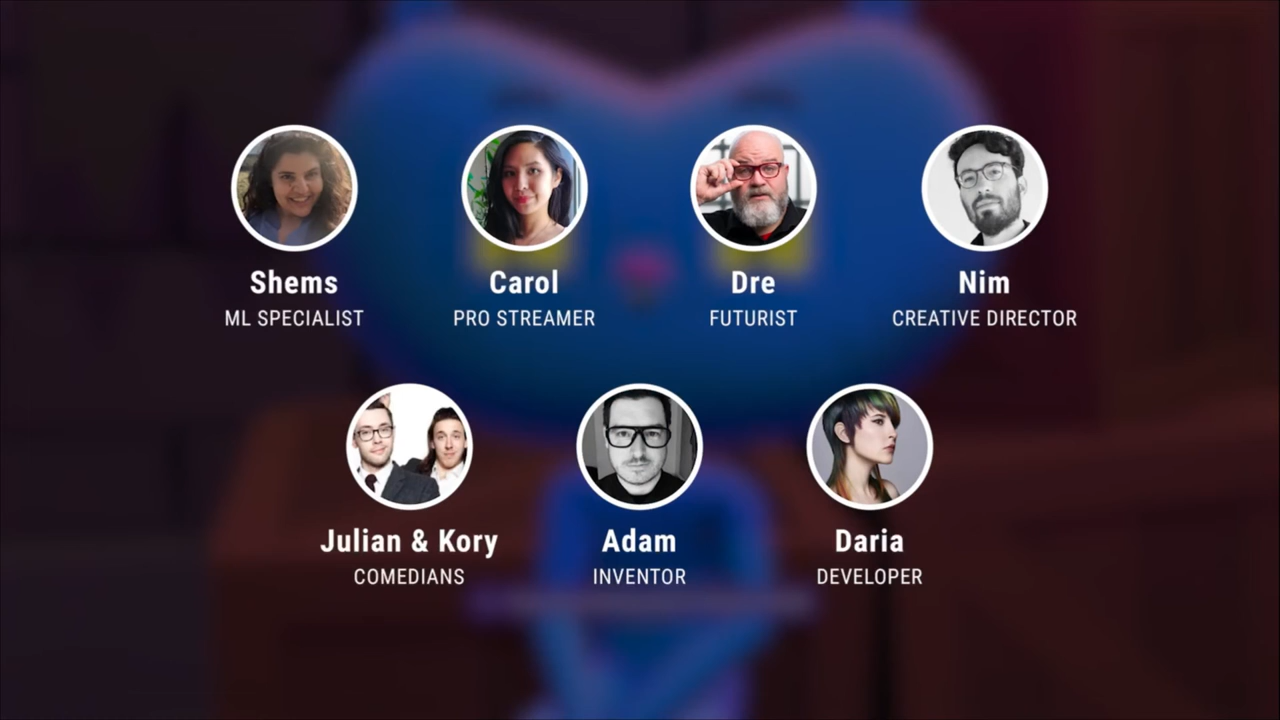 Shems
ML SPECIALIST
Carol
PRO STREAMER
Dre
FUTURIST
Nim
CREATIVE DIRECTOR
Julian & Kory
COMEDIANS
Adam
INVENTOR
Daria
DEVELOPER